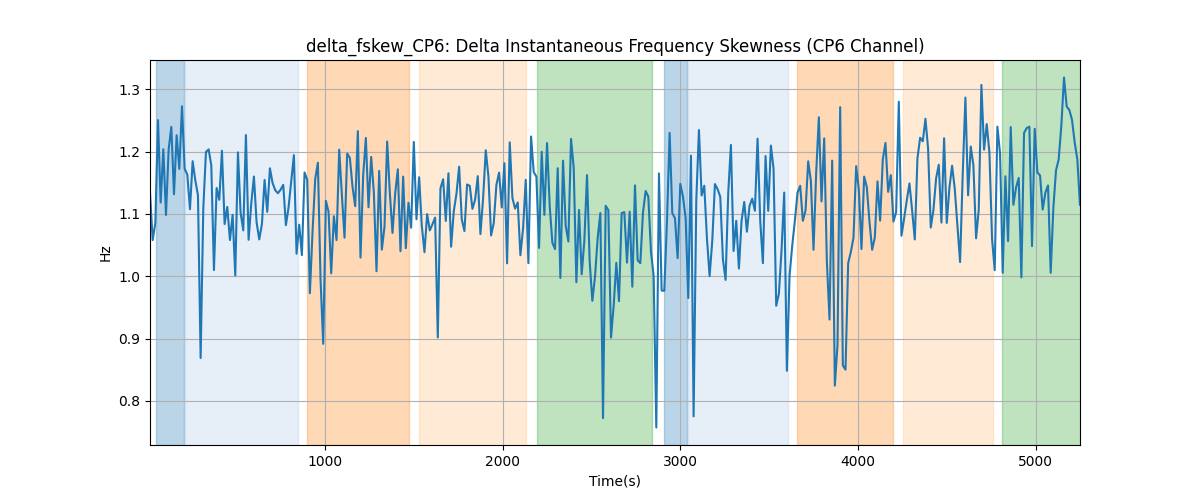 delta_fskew_CP6: Delta Instantaneous Frequency Skewness (CP6 Channel)
1.3
1.2
1.1
1.0
0.9
0.8
Hz
1000 2000 3000 4000 5000
Time(s)